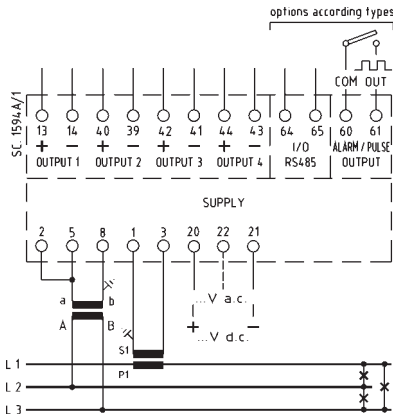 options according types
COM OUT
SC. 1594A/1
13 14 40 39 42 41 44 43 64 65 60 61
+ − + − + − + − I/O ALARM / PULSE
OUTPUT 1 OUTPUT 2 OUTPUT 3 OUTPUT 4 RS485 OUTPUT
SUPPLY
2 5 8 1 3 20 22 21
a b
...V a.c.
A B
+ −
...V d.c.
S1
P1
L 1
L 2
L 3